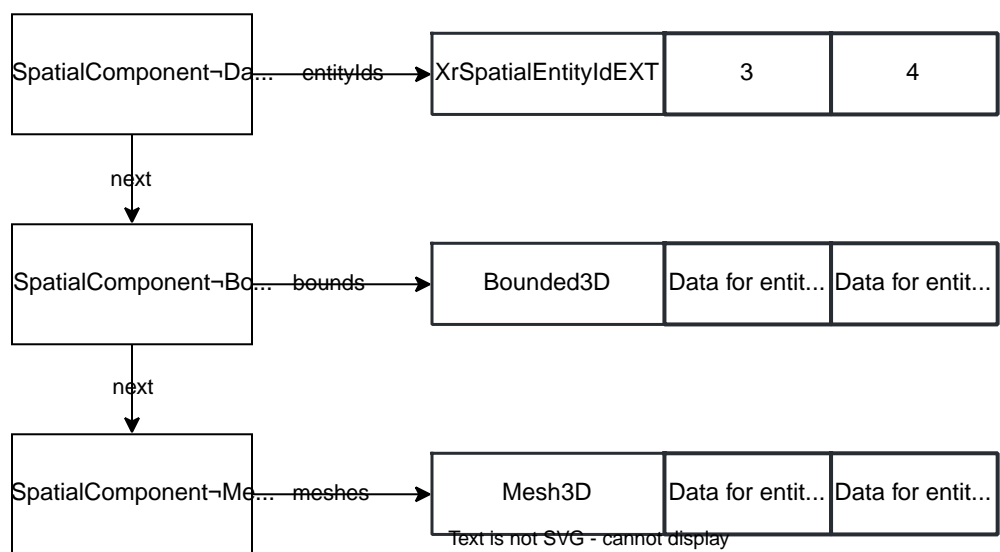 SpatialComponent¬Da... entityIds XrSpatialEntityIdEXT 3 4
next
SpatialComponent¬Bo... bounds Bounded3D Data for entit... Data for entit...
next
SpatialComponent¬Me... meshes Mesh3D Data for entit... Data for entit...
Text is not SVG - cannot display